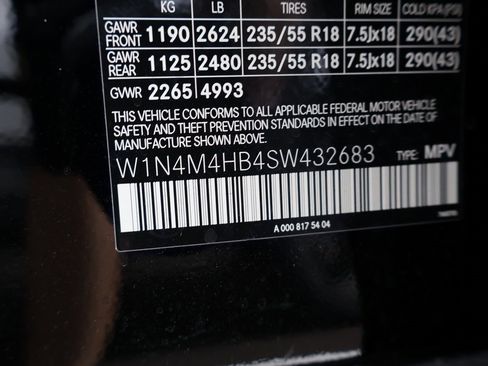 KG LB TIRES RIM SIZE COLD KPA (PSI)
GAWR FRONT 1190 2624 235/55 R18 7.5Jx18 290(43)
GAWR REAR 1125 2480 235/55 R18 7.5Jx18 290(43)
GVWR 2265 4993
THIS VEHICLE CONFORMS TO ALL APPLICABLE FEDERAL MOTOR VEHICLE
SAFETY AND THEFT PREVENTION STANDARDS IN EFFECT ON THE DATE OF
MANUFACTURE SHOWN ABOVE.
W1N4M4HB4SW432683 TYPE: MPV
A 000 817 54 04